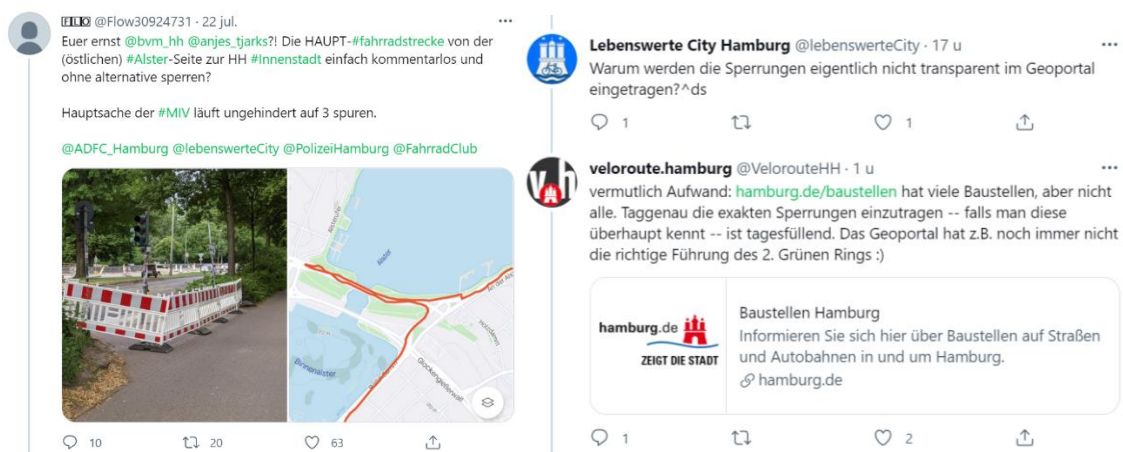 FILIO @Flow30924731 · 22 jul.
Euer ernst @bvm_hh @anjes_tjarks?! Die HAUPT-#fahrradstrecke von der
(östlichen) #Alster-Seite zur HH #Innenstadt einfach kommentarlos und
ohne alternative sperren?
Hauptsache der #MIV läuft ungehindert auf 3 spuren.
@ADFC_Hamburg @lebenswerteCity @PolizeiHamburg @FahrradClub
Alster
An der Als
Binnenalster
Glockengießerwall
10 20 63
Lebenswerte City Hamburg @lebenswerteCity · 17 u
Warum werden die Sperrungen eigentlich nicht transparent im Geoportal
eingetragen?^ds
1 1
veloroute.hamburg @VelorouteHH · 1 u
vermutlich Aufwand: hamburg.de/baustellen hat viele Baustellen, aber nicht
alle. Taggenau die exakten Sperrungen einzutragen -- falls man diese
überhaupt kennt -- ist tagesfüllend. Das Geoportal hat z.B. noch immer nicht
die richtige Führung des 2. Grünen Rings :)
hamburg.de
ZEIGT DIE STADT
Baustellen Hamburg
Informieren Sie sich hier über Baustellen auf Straßen
und Autobahnen in und um Hamburg.
hamburg.de
1 2